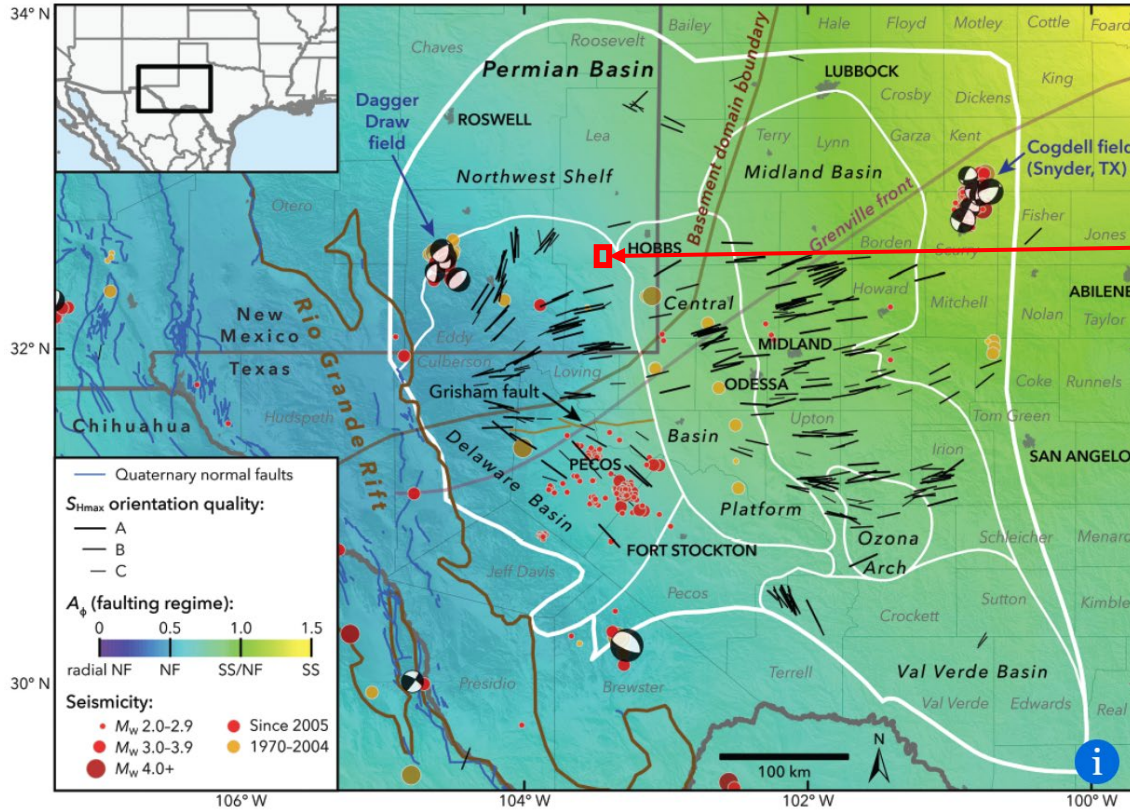 34° N
32° N
30° N
106° W
104° W
102° W
100° W
Chaves
Roosevelt
Bailey
Hale
Floyd
Motley
Cottle
Foard
Permian Basin
LUBBOCK
King
Crosby
Dickens
Dagger
Draw
field
ROSWELL
Lea
Basement domain boundary
Terry
Lynn
Garza
Kent
Cogdell field
(Snyder, TX)
Northwest Shelf
Midland Basin
Otero
Grenville front
Fisher
HOBBS
Borden
Scurry
Jones
Rio Grande Rift
Central
Howard
Mitchell
ABILENE
New
Mexico
Eddy
Nolan
Taylor
Texas
Culberson
Loving
MIDLAND
Grisham fault
ODESSA
Coke
Runnels
Hudspeth
Upton
Tom Green
Chihuahua
Basin
Irion
SAN ANGELO
Delaware Basin
PECOS
Platform
Ozona
Arch
Schleicher
Menard
FORT STOCKTON
Jeff Davis
Pecos
Crockett
Sutton
Kimble
Terrell
Val Verde Basin
Presidio
Brewster
Val Verde
Edwards
Real
Quaternary normal faults
SHmax orientation quality:
A
B
C
Aϕ (faulting regime):
0 0.5 1.0 1.5
radial NF NF SS/NF SS
Seismicity:
Mw 2.0–2.9
Since 2005
Mw 3.0–3.9
1970–2004
Mw 4.0+
100 km
N
i